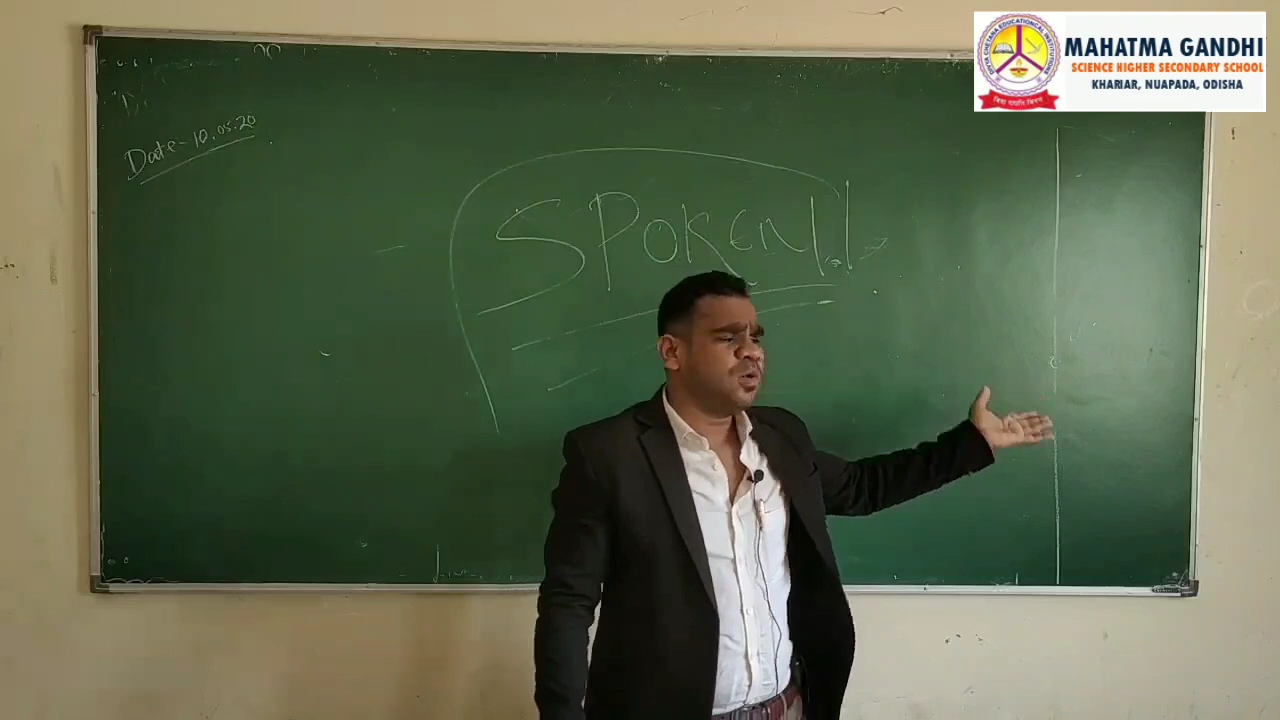 MAHATMA GANDHI
SCIENCE HIGHER SECONDARY SCHOOL
KHARIAR, NUAPADA, ODISHA
Date- 10.05.20
SPOKEN